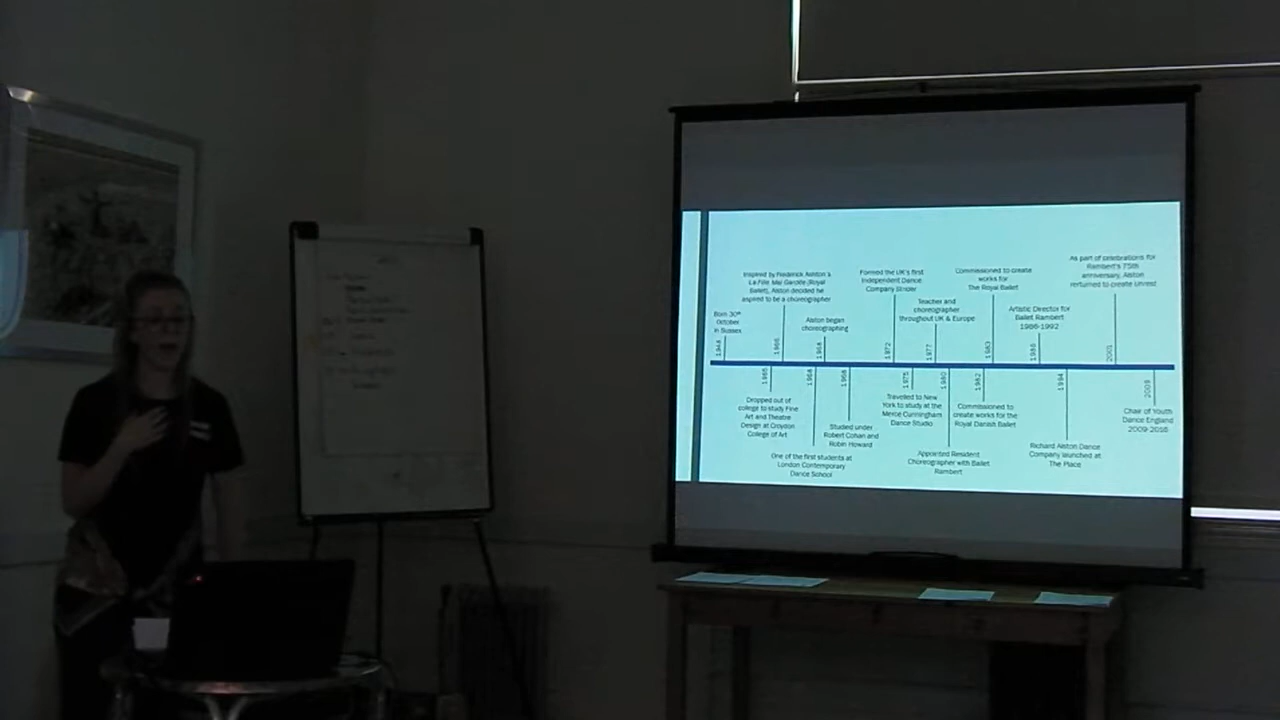 Inspired by Frederick Ashton's
La Fille Mal Gardée (Royal
Ballet), Alston decided he
aspired to be a choreographer
Formed the UK's first
Independent Dance
Company Strider
Commissioned to create
works for
The Royal Ballet
As part of celebrations for
Rambert's 75th
anniversary, Alston
returned to create Unrest
Born 30th
October
in Sussex
Alston began
choreographing
Teacher and
choreographer
throughout UK & Europe
Artistic Director for
Ballet Rambert
1986-1992
1948
1966
1968
1972
1977
1983
1986
2001
1965
1968
1968
1975
1980
1982
1994
2009
Dropped out of
college to study Fine
Art and Theatre
Design at Croydon
College of Art
One of the first students at
London Contemporary
Dance School
Studied under
Robert Cohan and
Robin Howard
Travelled to New
York to study at the
Merce Cunningham
Dance Studio
Appointed Resident
Choreographer with Ballet
Rambert
Commissioned to
create works for the
Royal Danish Ballet
Richard Alston Dance
Company launched at
The Place
Chair of Youth
Dance England
2009-2016